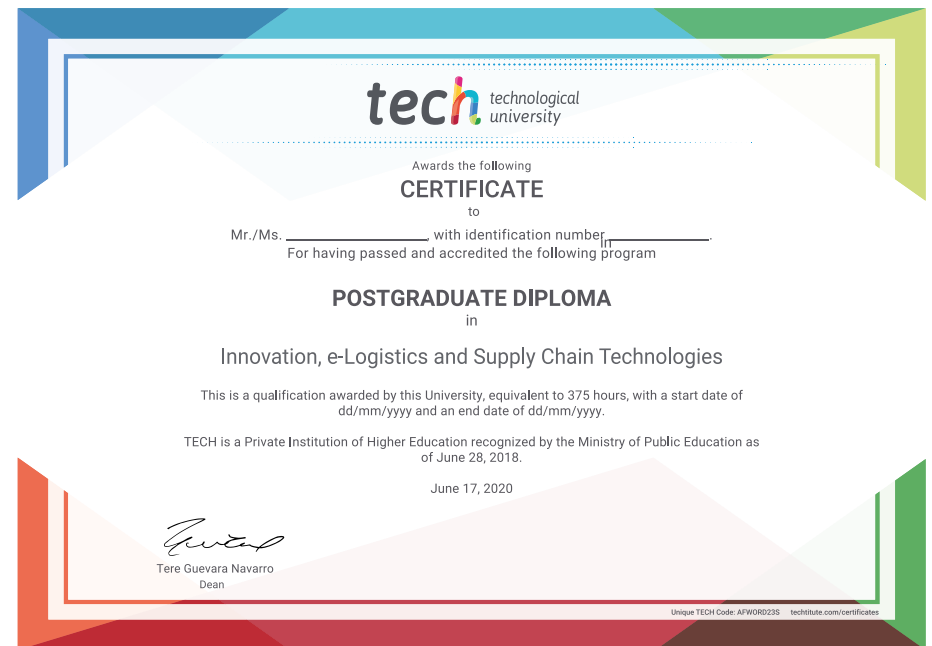 tech technological
university
Awards the following
CERTIFICATE
to
Mr./Ms. ____________________, with identification number ______________.
in
For having passed and accredited the following program
POSTGRADUATE DIPLOMA
in
Innovation, e-Logistics and Supply Chain Technologies
This is a qualification awarded by this University, equivalent to 375 hours, with a start date of
dd/mm/yyyy and an end date of dd/mm/yyyy.
TECH is a Private Institution of Higher Education recognized by the Ministry of Public Education as
of June 28, 2018.
June 17, 2020
Tere Guevara Navarro
Dean
Unique TECH Code: AFWORD23S techtitute.com/certificates